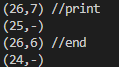 (26,7) //print
(25,-)
(26,6) //end
(24,-)